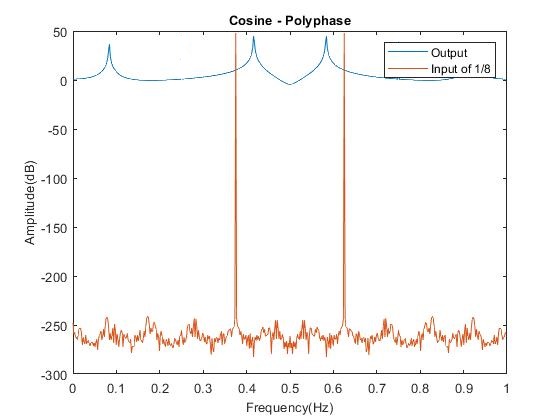 Cosine - Polyphase
50
0
-50
-100
-150
-200
-250
-300
Amplitude(dB)
Output
Input of 1/8
0 0.1 0.2 0.3 0.4 0.5 0.6 0.7 0.8 0.9 1
Frequency(Hz)